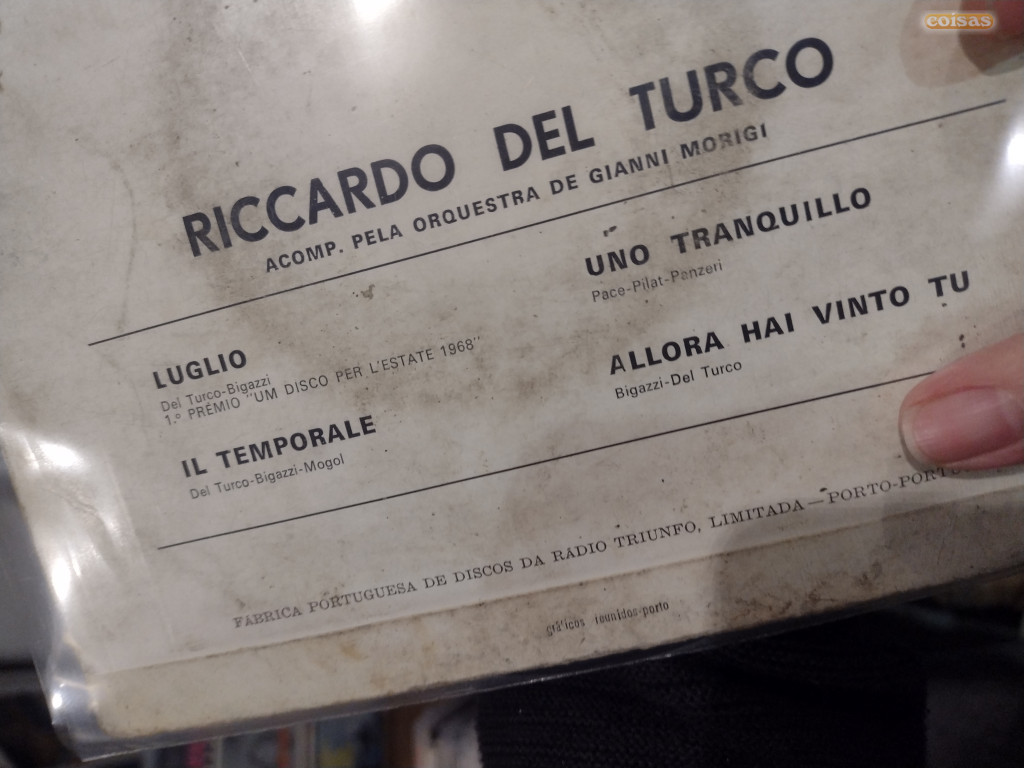 coisas
RICCARDO DEL TURCO
ACOMP. PELA ORQUESTRA DE GIANNI MORIGI
LUGLIO
Del Turco-Bigazzi
1.º PRÉMIO "UM DISCO PER L'ESTATE 1968"
IL TEMPORALE
Del Turco-Bigazzi-Mogol
UNO TRANQUILLO
Pace-Pilat-Panzeri
ALLORA HAI VINTO TU
Bigazzi-Del Turco
FÁBRICA PORTUGUESA DE DISCOS DA RÁDIO TRIUNFO, LIMITADA — PORTO-
gráficos reunidos-porto